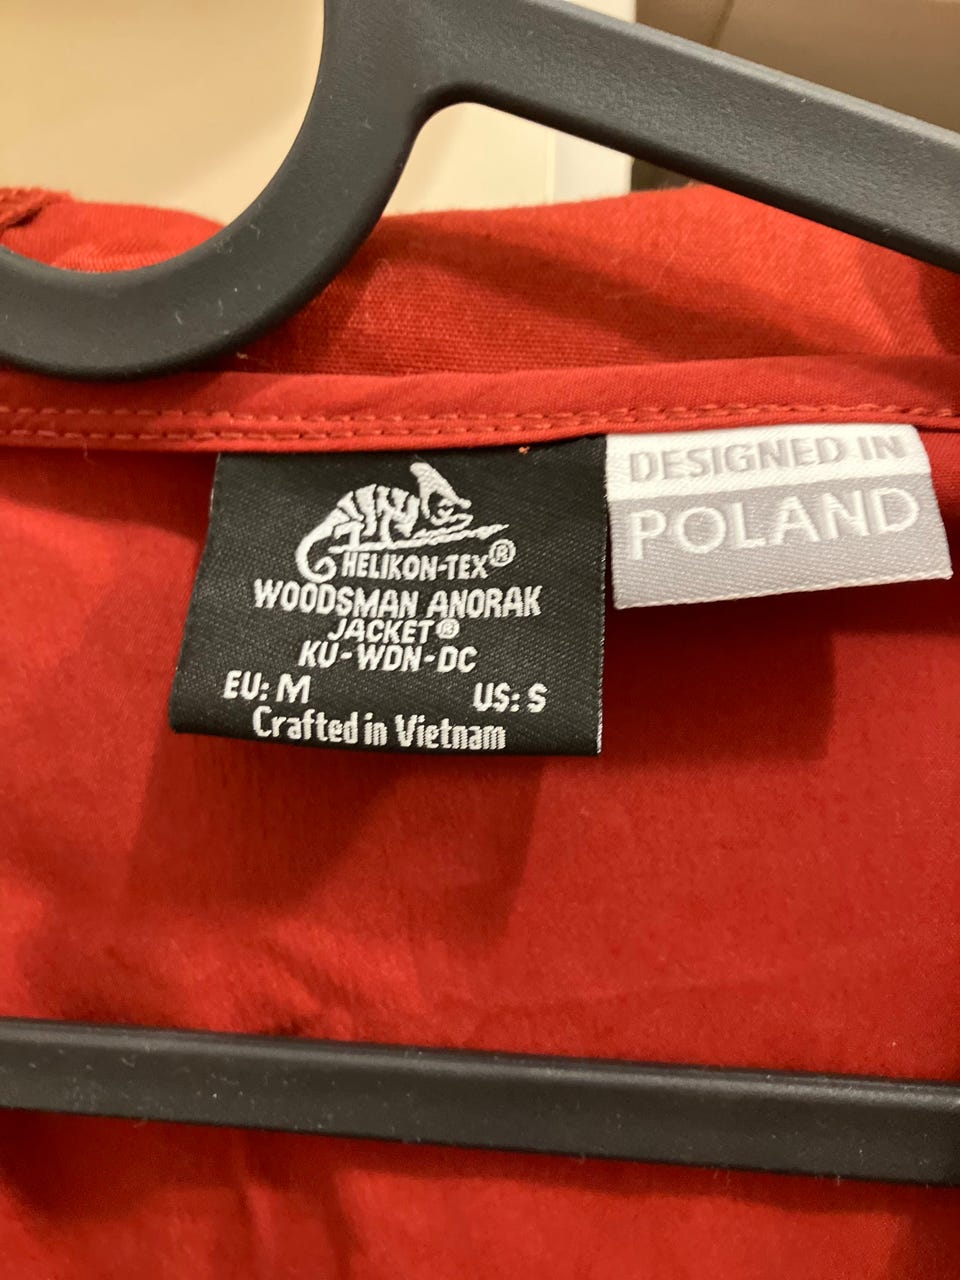 HELIKON-TEX®
WOODSMAN ANORAK
JACKET®
KU-WDN-DC
EU: M US: S
Crafted in Vietnam
DESIGNED IN
POLAND